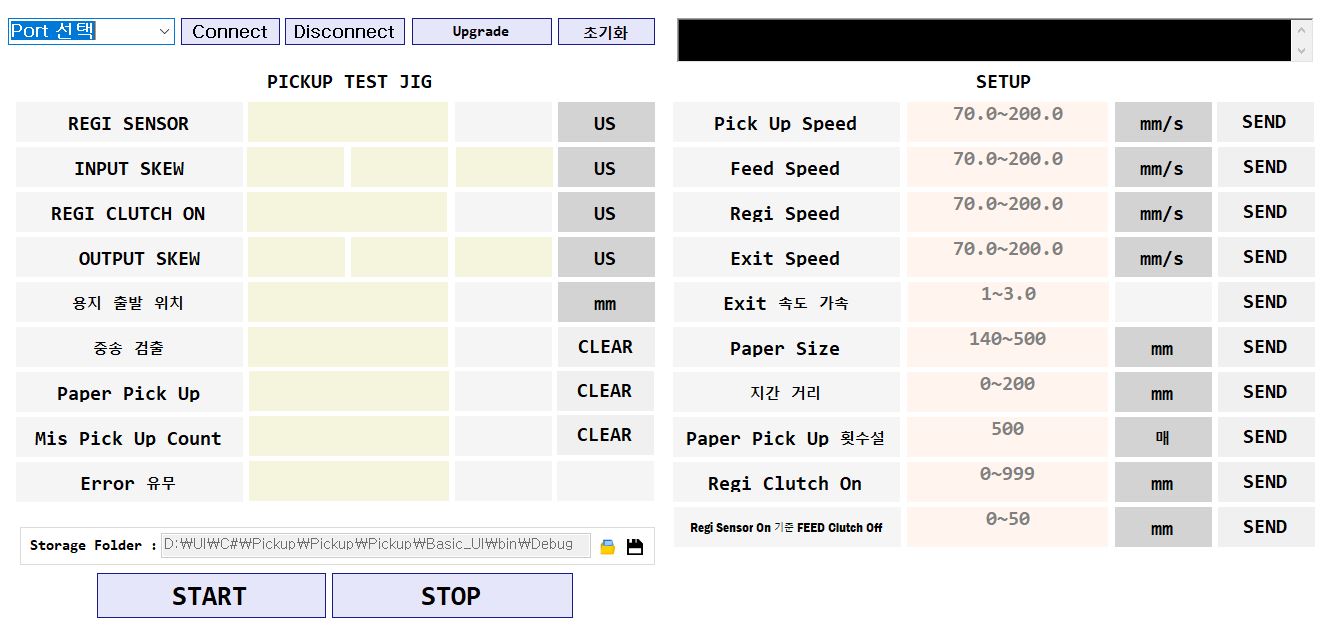 Port 선택 Connect Disconnect Upgrade 초기화
PICKUP TEST JIG
REGI SENSOR US
INPUT SKEW US
REGI CLUTCH ON US
OUTPUT SKEW US
용지 출발 위치 mm
중송 검출 CLEAR
Paper Pick Up CLEAR
Mis Pick Up Count CLEAR
Error 유무
Storage Folder : D:₩UI₩C#₩Pickup₩Pickup₩Pickup₩Basic_UI₩bin₩Debug
START STOP
SETUP
Pick Up Speed 70.0~200.0 mm/s SEND
Feed Speed 70.0~200.0 mm/s SEND
Regi Speed 70.0~200.0 mm/s SEND
Exit Speed 70.0~200.0 mm/s SEND
Exit 속도 가속 1~3.0 SEND
Paper Size 140~500 mm SEND
지간 거리 0~200 mm SEND
Paper Pick Up 횟수설 500 매 SEND
Regi Clutch On 0~999 mm SEND
Regi Sensor On 기준 FEED Clutch Off 0~50 mm SEND